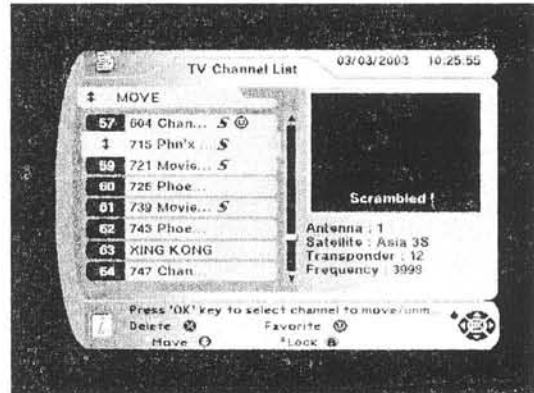 TV Channel List
03/03/2003 10:25:55
MOVE
57 604 Chan... S
715 Phn'x ... S
59 721 Movie... S
60 725 Phoe...
61 739 Movie... S
62 743 Phoe...
63 XING KONG
64 747 Chan...
Scrambled !
Antenna : 1
Satellite : Asia 3S
Transponder : 12
Frequency : 3999
Press 'OK' key to select channel to move/unm...
Delete
Favorite
Move
*Lock
OK